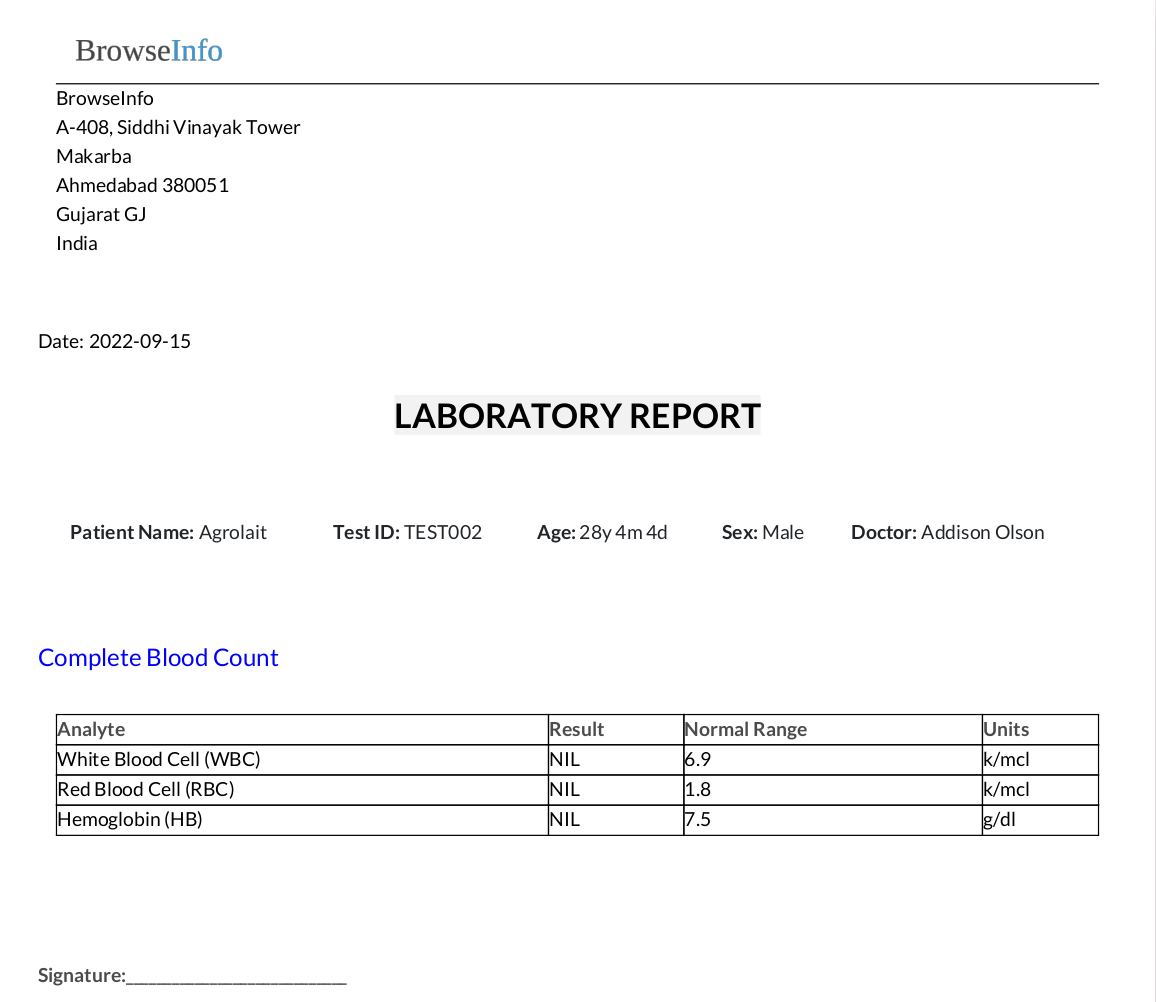 BrowseInfo
BrowseInfo
A-408, Siddhi Vinayak Tower
Makarba
Ahmedabad 380051
Gujarat GJ
India
Date: 2022-09-15
LABORATORY REPORT
Patient Name: Agrolait Test ID: TEST002 Age: 28y 4m 4d Sex: Male Doctor: Addison Olson
Complete Blood Count
Analyte Result Normal Range Units
White Blood Cell (WBC) NIL 6.9 k/mcl
Red Blood Cell (RBC) NIL 1.8 k/mcl
Hemoglobin (HB) NIL 7.5 g/dl
Signature:__________________________